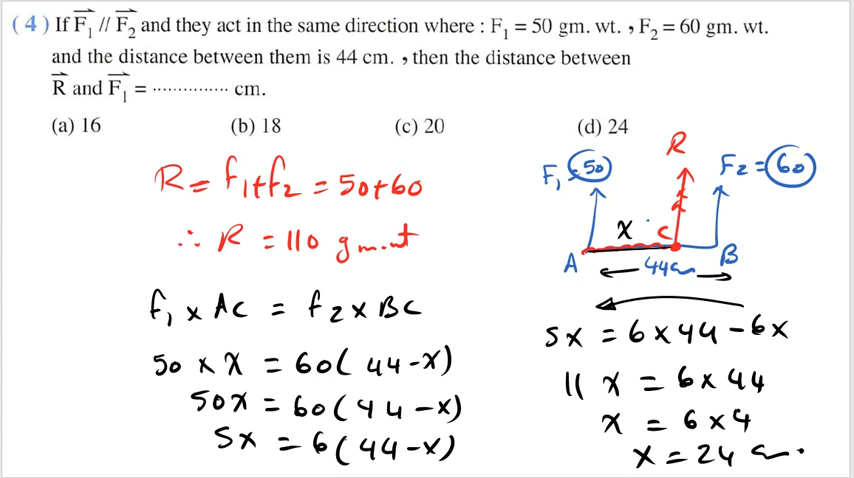 (4) If F₁ // F₂ and they act in the same direction where : F₁ = 50 gm. wt. , F₂ = 60 gm. wt.
and the distance between them is 44 cm. , then the distance between
R and F₁ = ............... cm.
(a) 16 (b) 18 (c) 20 (d) 24
R = F₁ + F₂ = 50 + 60
∴ R = 110 gm.wt
F₁ × AC = F₂ × BC
50 × x = 60 (44 - x)
50x = 60 (44 - x)
5x = 6 (44 - x)
F₁ = 50
R
F₂ = 60
x
C
A
B
44cm
5x = 6 × 44 - 6x
11 x = 6 × 44
x = 6 × 4
x = 24 cm.